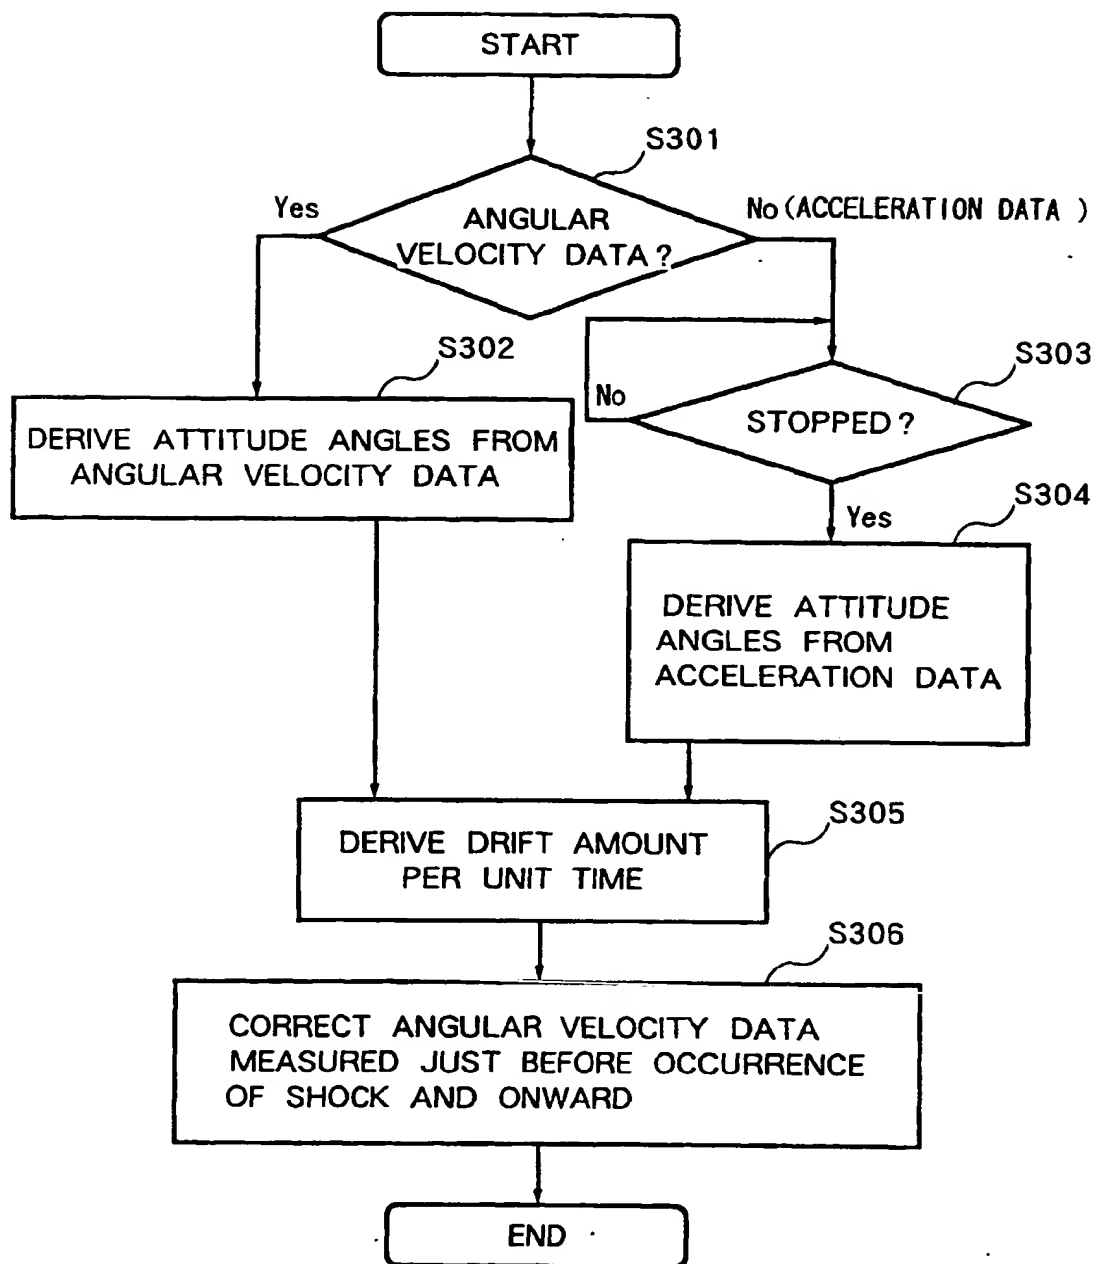 START
S301
Yes
ANGULAR
VELOCITY DATA?
No(ACCELERATION DATA )
S302
S303
No
STOPPED?
DERIVE ATTITUDE ANGLES FROM
ANGULAR VELOCITY DATA
S304
Yes
DERIVE ATTITUDE
ANGLES FROM
ACCELERATION DATA
S305
DERIVE DRIFT AMOUNT
PER UNIT TIME
S306
CORRECT ANGULAR VELOCITY DATA
MEASURED JUST BEFORE OCCURRENCE
OF SHOCK AND ONWARD
END